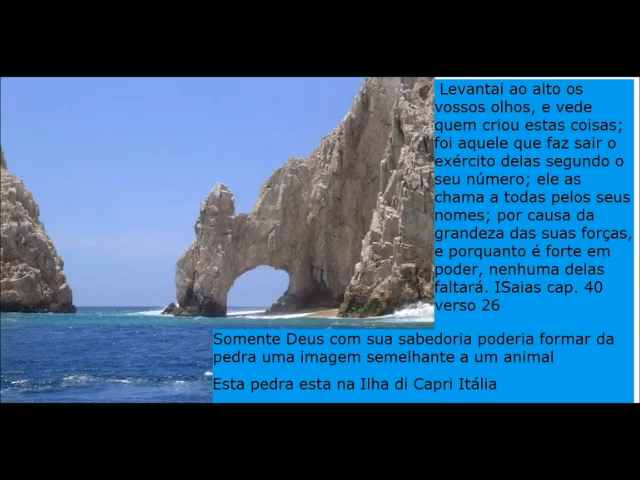 Levantai ao alto os
vossos olhos, e vede
quem criou estas coisas;
foi aquele que faz sair o
exército delas segundo o
seu número; ele as
chama a todas pelos seus
nomes; por causa da
grandeza das suas forças,
e porquanto é forte em
poder, nenhuma delas
faltará. ISaias cap. 40
verso 26
Somente Deus com sua sabedoria poderia formar da
pedra uma imagem semelhante a um animal
Esta pedra esta na Ilha di Capri Itália